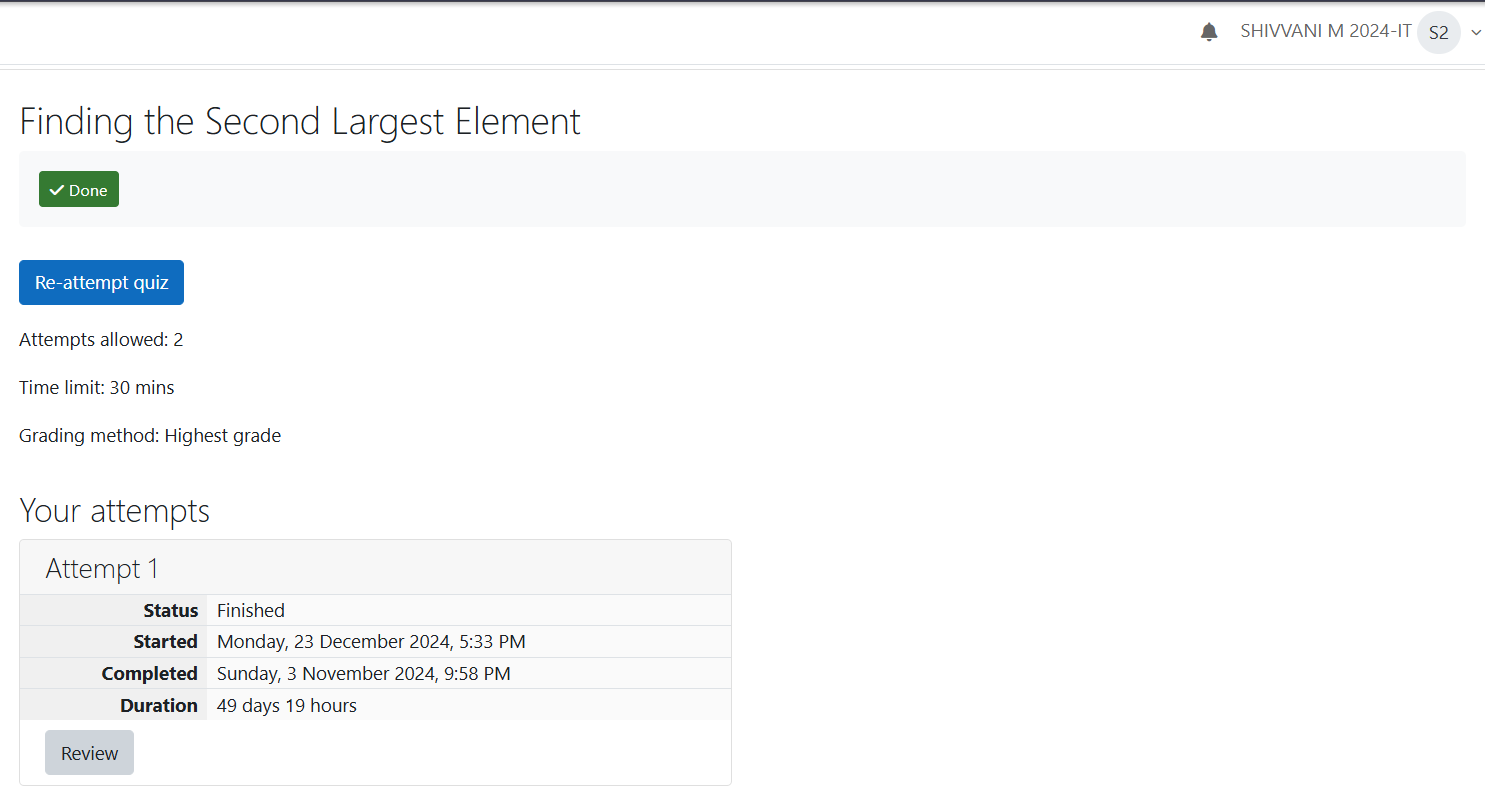 SHIVVANI M 2024-IT S2
Finding the Second Largest Element
Done
Re-attempt quiz
Attempts allowed: 2
Time limit: 30 mins
Grading method: Highest grade
Your attempts
Attempt 1
Status Finished
Started Monday, 23 December 2024, 5:33 PM
Completed Sunday, 3 November 2024, 9:58 PM
Duration 49 days 19 hours
Review